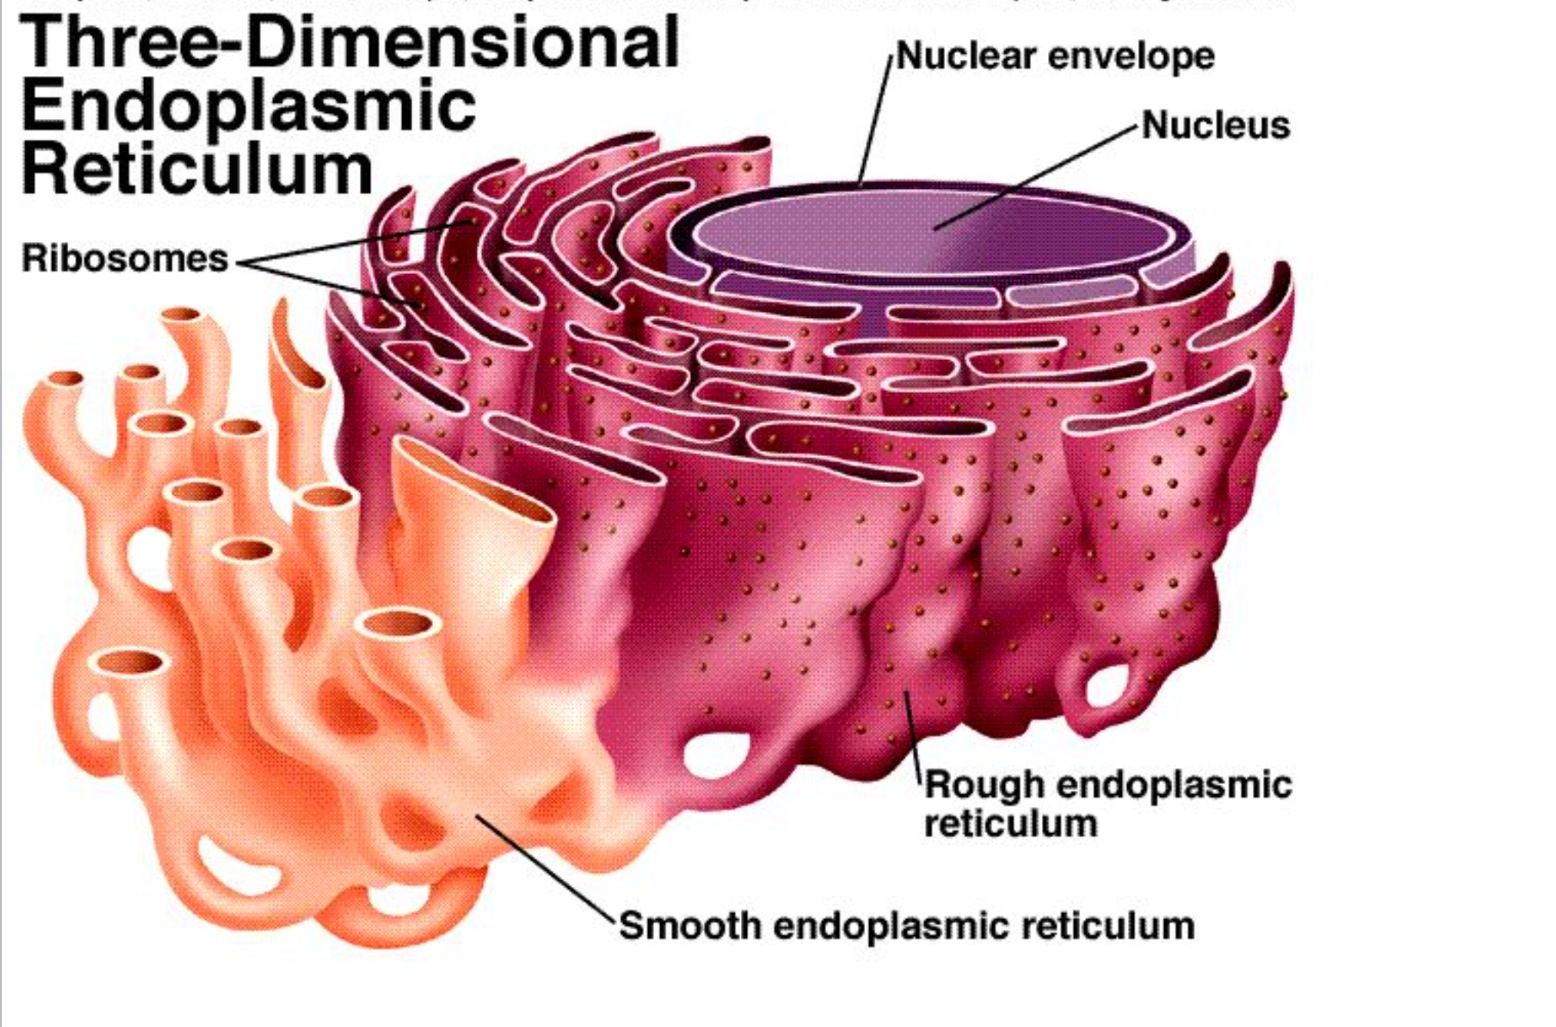 Three-Dimensional
Endoplasmic
Reticulum
Nuclear envelope
Nucleus
Ribosomes
Rough endoplasmic
reticulum
Smooth endoplasmic reticulum